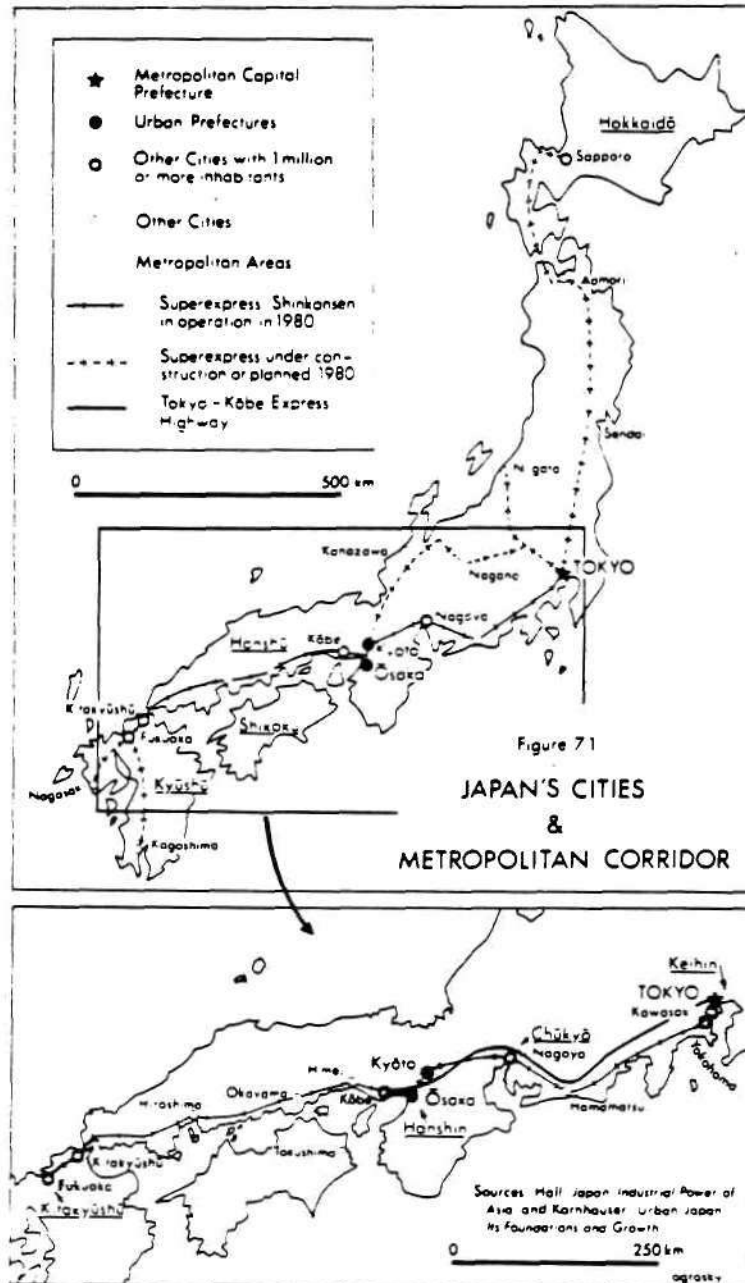 Metropolitan Capital
Prefecture
Urban Prefectures
Other Cities with 1 million
or more inhabitants
Other Cities
Metropolitan Areas
Superexpress Shinkansen
in operation in 1980
Superexpress under con-
struction or planned 1980
Tokyo - Kōbe Express
Highway
0 500 km
Hokkaidō
Sapporo
Aomori
Sendai
Kanazawa
Nagano
TOKYO
Nagoya
Honshū
Kōbe
Kyoto
Ōsaka
Kitakyūshū
Fukuoka
Shikoku
Kyūshū
Kagoshima
Figure 71
JAPAN'S CITIES
&
METROPOLITAN CORRIDOR
Keihin
TOKYO
Yokohama
Chūkyō
Nagoya
Kyōto
Okayama
Kōbe
Ōsaka
Hamamatsu
Hiroshima
Hanshin
Kitakyūshū
Fukuoka
Kitakyūshū
Sources Hall Japan Industrial Power of
Asia and Kornhauser Urban Japan
Its Foundations and Growth
0 250 km